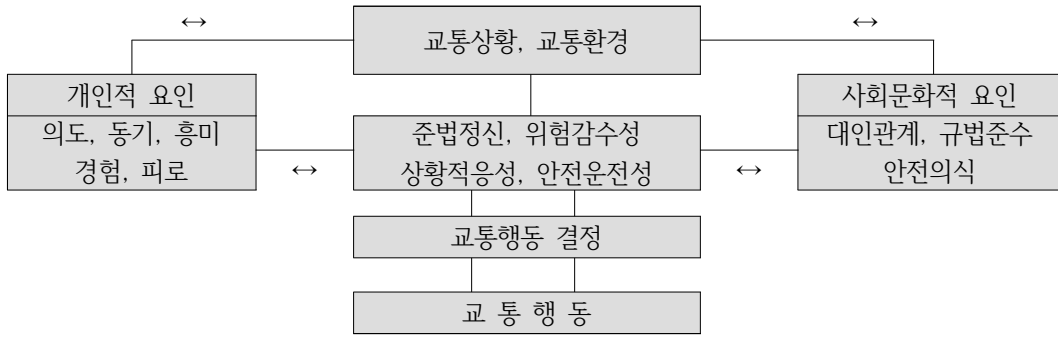 ↔
↔
교통상황, 교통환경
개인적 요인
의도, 동기, 흥미
경험, 피로
↔
준법정신, 위험감수성
상황적응성, 안전운전성
↔
사회문화적 요인
대인관계, 규법준수
안전의식
교통행동 결정
교 통 행 동